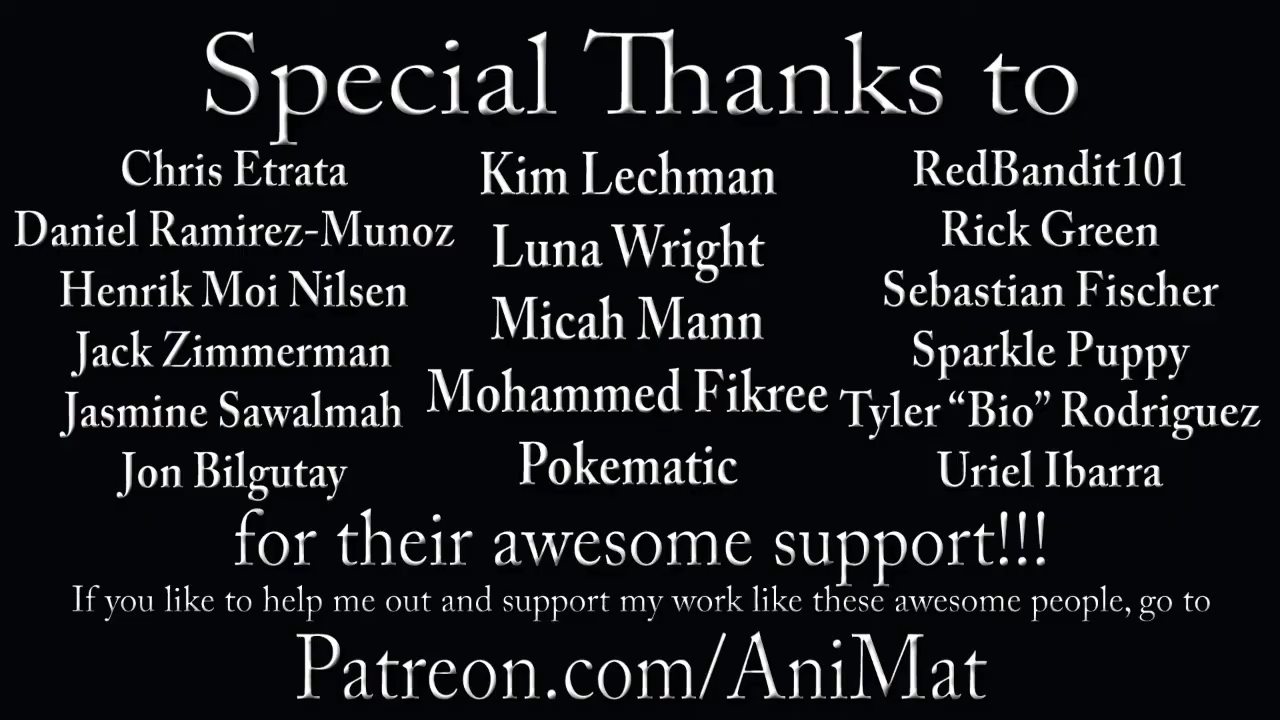 Special Thanks to
Chris Etrata
Daniel Ramirez-Munoz
Henrik Moi Nilsen
Jack Zimmerman
Jasmine Sawalmah
Jon Bilgutay
Kim Lechman
Luna Wright
Micah Mann
Mohammed Fikree
Pokematic
RedBandit101
Rick Green
Sebastian Fischer
Sparkle Puppy
Tyler “Bio” Rodriguez
Uriel Ibarra
for their awesome support!!!
If you like to help me out and support my work like these awesome people, go to
Patreon.com/AniMat